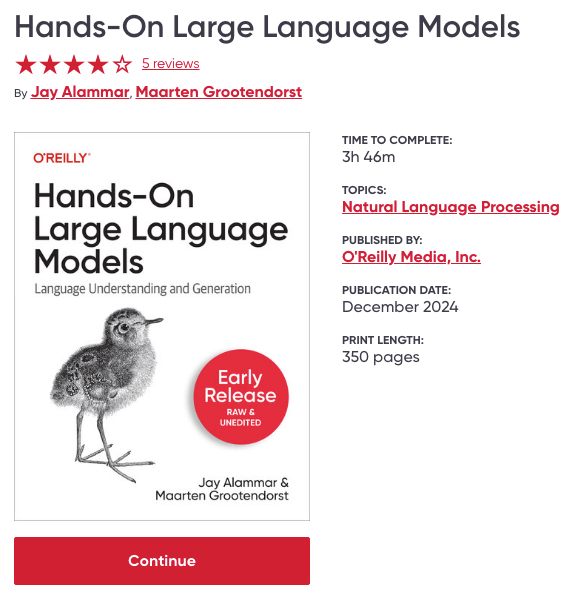 Hands-On Large Language Models
5 reviews
By Jay Alammar, Maarten Grootendorst
O'REILLY®
Hands-On
Large Language
Models
Language Understanding and Generation
Early
Release
RAW &
UNEDITED
Jay Alammar &
Maarten Grootendorst
Continue
TIME TO COMPLETE:
3h 46m
TOPICS:
Natural Language Processing
PUBLISHED BY:
O'Reilly Media, Inc.
PUBLICATION DATE:
December 2024
PRINT LENGTH:
350 pages